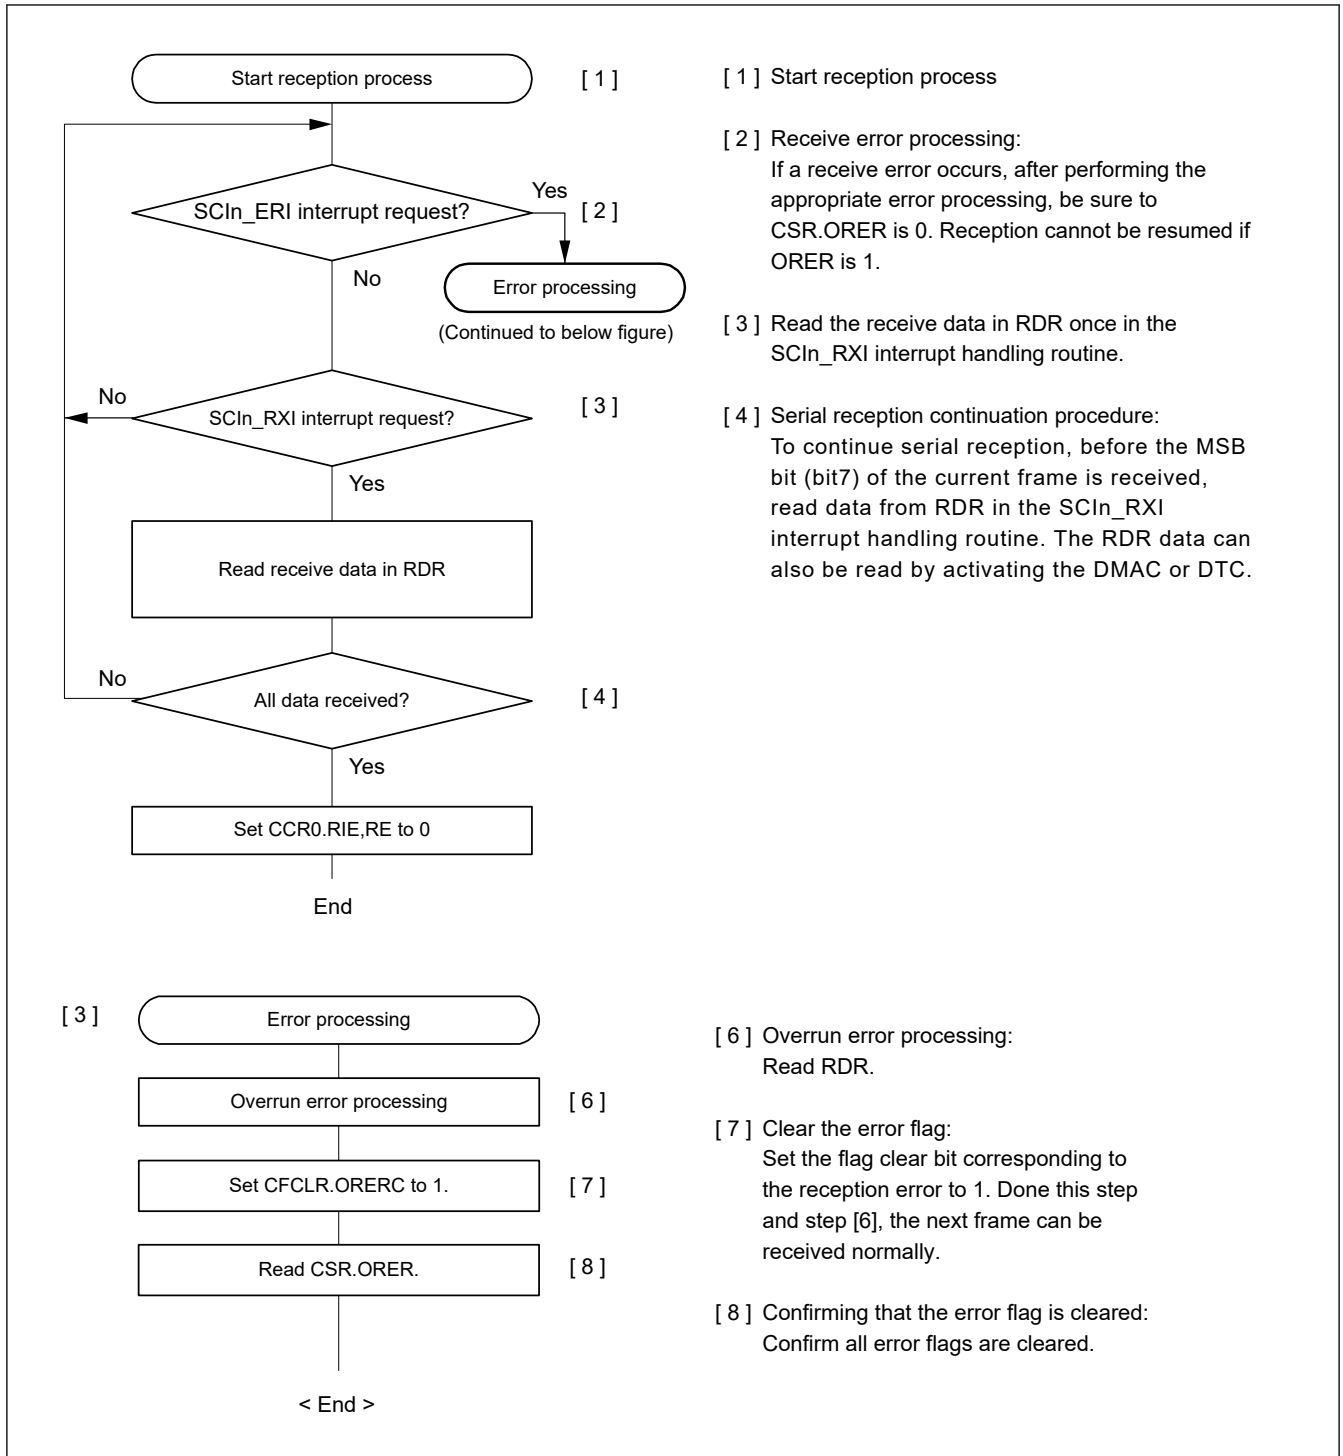 Start reception process
[ 1 ]
SCIn_ERI interrupt request?
Yes
[ 2 ]
No
Error processing
(Continued to below figure)
No
SCIn_RXI interrupt request?
[ 3 ]
Yes
Read receive data in RDR
No
All data received?
[ 4 ]
Yes
Set CCR0.RIE,RE to 0
End
[ 1 ] Start reception process
[ 2 ] Receive error processing:
If a receive error occurs, after performing the
appropriate error processing, be sure to
CSR.ORER is 0. Reception cannot be resumed if
ORER is 1.
[ 3 ] Read the receive data in RDR once in the
SCIn_RXI interrupt handling routine.
[ 4 ] Serial reception continuation procedure:
To continue serial reception, before the MSB
bit (bit7) of the current frame is received,
read data from RDR in the SCIn_RXI
interrupt handling routine. The RDR data can
also be read by activating the DMAC or DTC.
[ 3 ]
Error processing
Overrun error processing
[ 6 ]
Set CFCLR.ORERC to 1.
[ 7 ]
Read CSR.ORER.
[ 8 ]
< End >
[ 6 ] Overrun error processing:
Read RDR.
[ 7 ] Clear the error flag:
Set the flag clear bit corresponding to
the reception error to 1. Done this step
and step [6], the next frame can be
received normally.
[ 8 ] Confirming that the error flag is cleared:
Confirm all error flags are cleared.